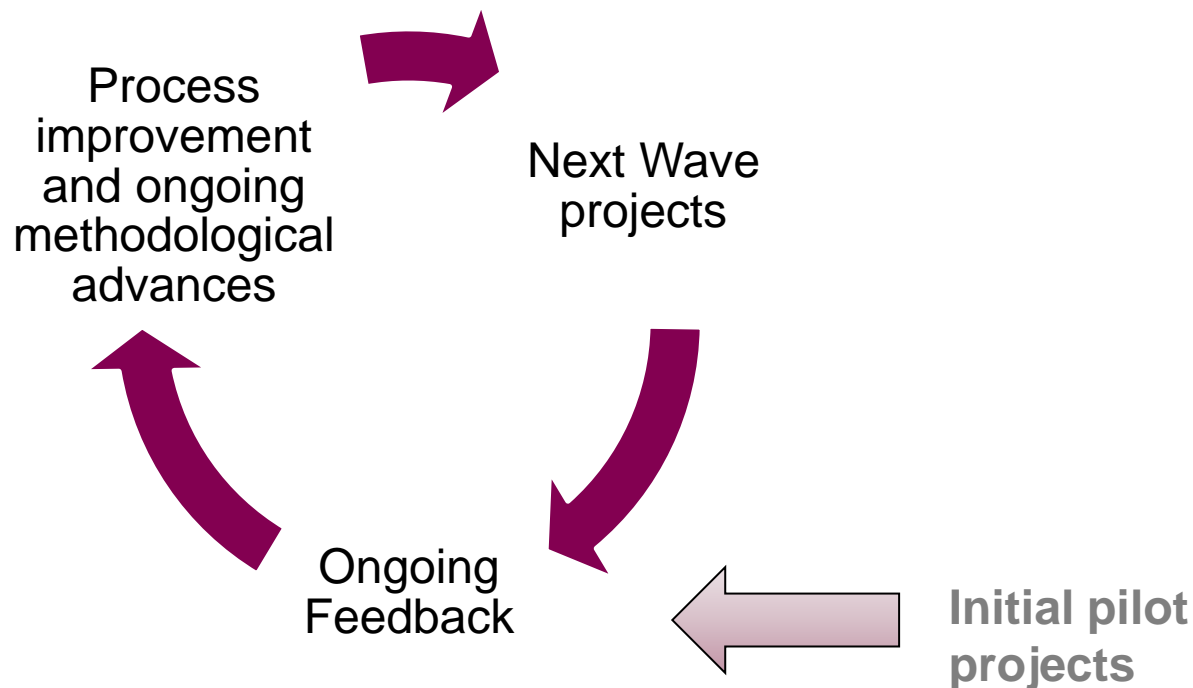 Process
improvement
and ongoing
methodological
advances
Next Wave
projects
Ongoing
Feedback
Initial pilot
projects